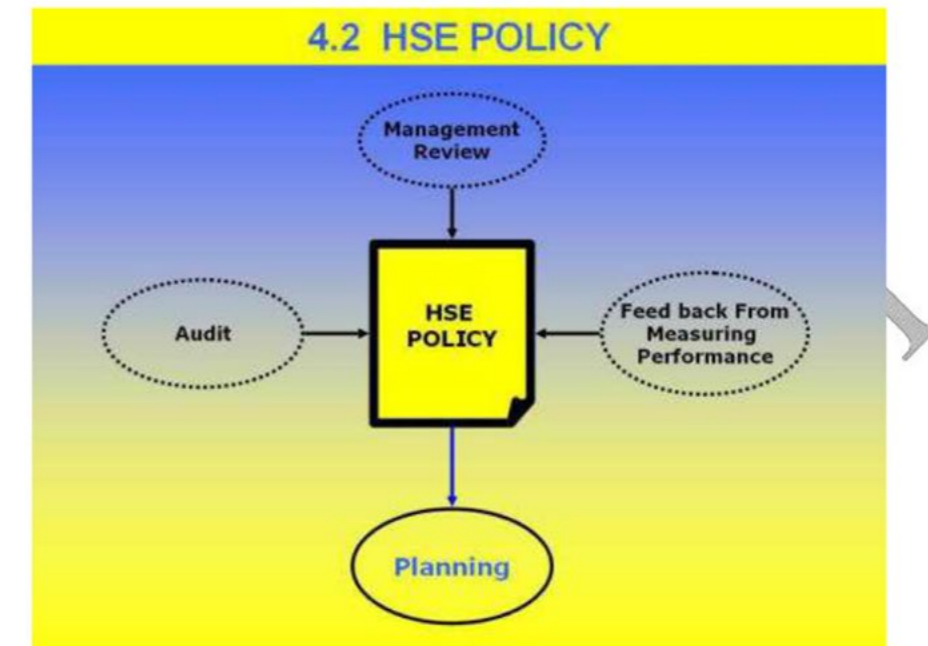 4.2 HSE POLICY
Management
Review
Audit
HSE
POLICY
Feed back From
Measuring
Performance
Planning